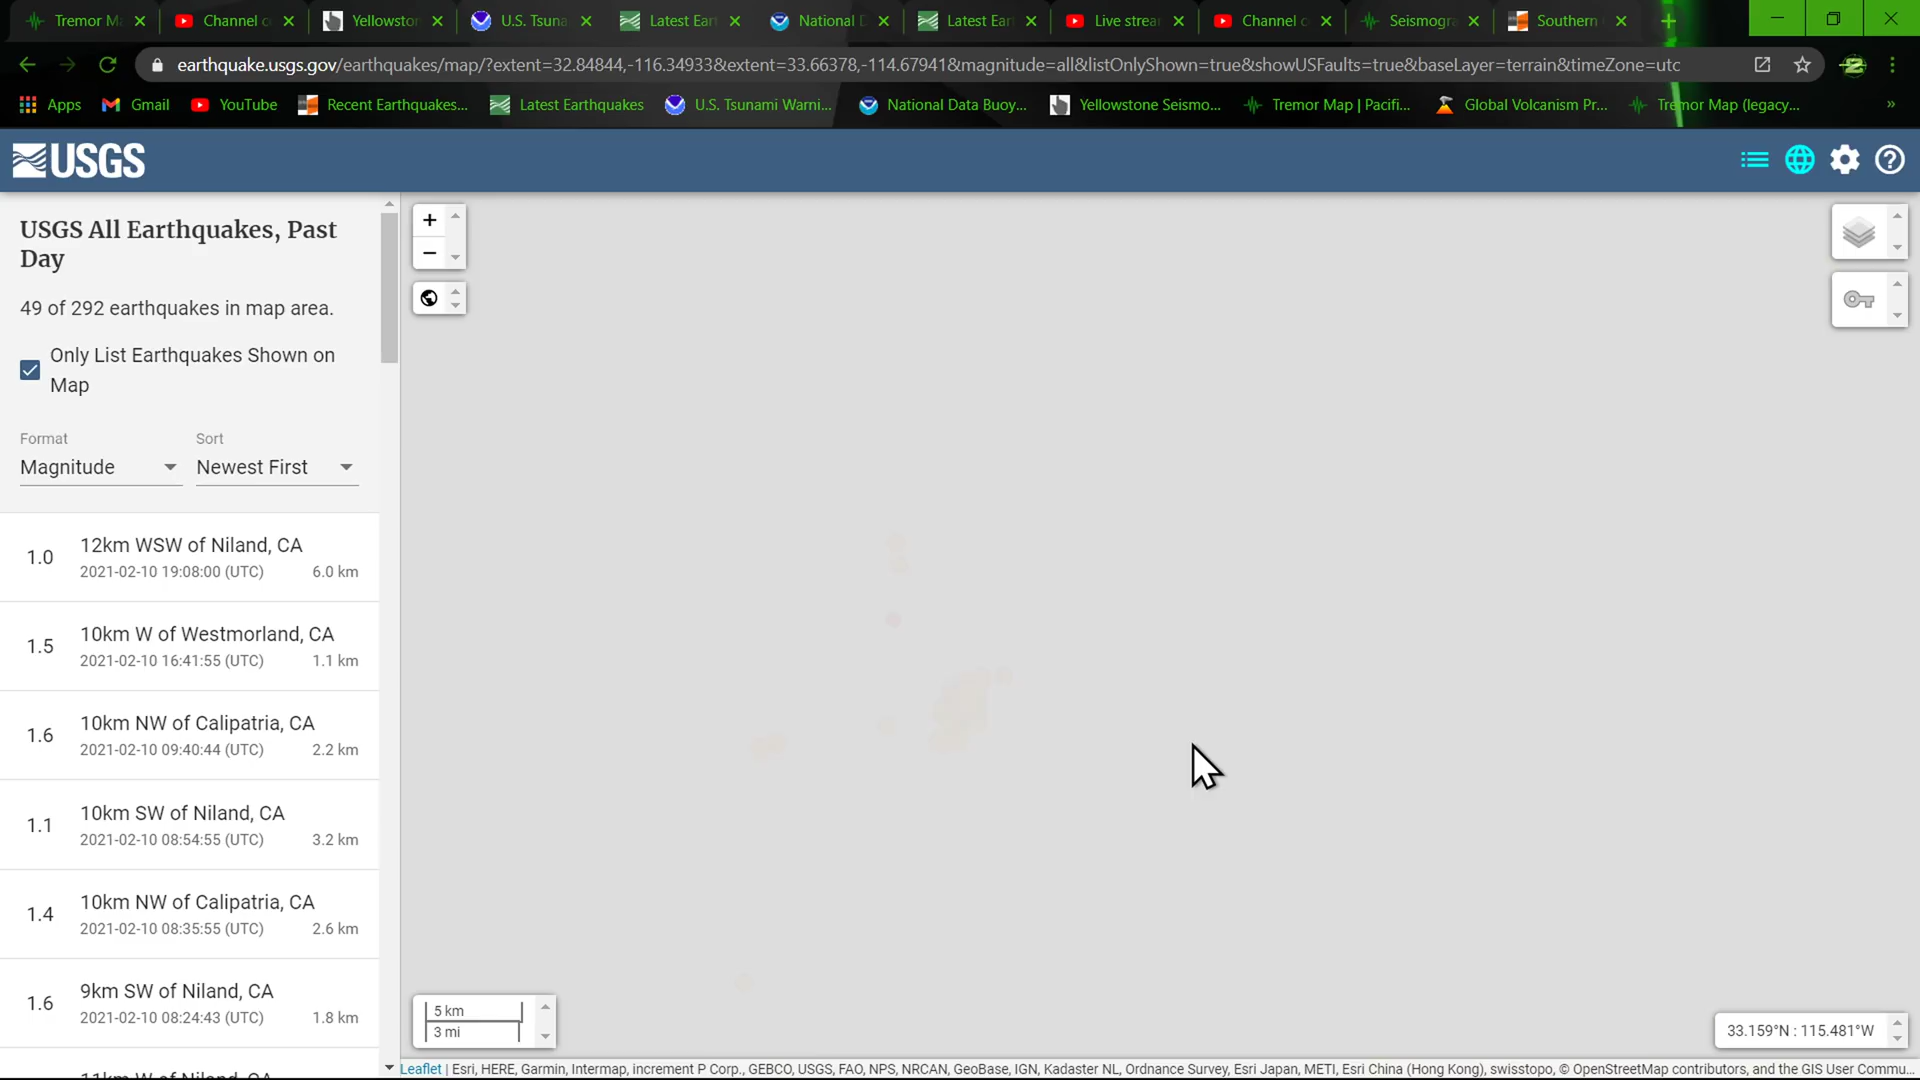 Tremor Ma
Channel c
Yellowston
U.S. Tsuna
Latest Ear
National D
Latest Ear
Live strea
Channel c
Seismogra
Southern
earthquake.usgs.gov/earthquakes/map/?extent=32.84844,-116.34933&extent=33.66378,-114.67941&magnitude=all&listOnlyShown=true&showUSFaults=true&baseLayer=terrain&timeZone=utc
Apps
Gmail
YouTube
Recent Earthquakes...
Latest Earthquakes
U.S. Tsunami Warni...
National Data Buoy...
Yellowstone Seismo...
Tremor Map | Pacifi...
Global Volcanism Pr...
Tremor Map (legacy...
»
USGS
USGS All Earthquakes, Past
Day
49 of 292 earthquakes in map area.
Only List Earthquakes Shown on
Map
Format
Sort
Magnitude
Newest First
1.0
12km WSW of Niland, CA
2021-02-10 19:08:00 (UTC)
6.0 km
1.5
10km W of Westmorland, CA
2021-02-10 16:41:55 (UTC)
1.1 km
1.6
10km NW of Calipatria, CA
2021-02-10 09:40:44 (UTC)
2.2 km
1.1
10km SW of Niland, CA
2021-02-10 08:54:55 (UTC)
3.2 km
1.4
10km NW of Calipatria, CA
2021-02-10 08:35:55 (UTC)
2.6 km
1.6
9km SW of Niland, CA
2021-02-10 08:24:43 (UTC)
1.8 km
11km W of Niland, CA
+
−
5 km
3 mi
33.159°N : 115.481°W
Leaflet | Esri, HERE, Garmin, Intermap, increment P Corp., GEBCO, USGS, FAO, NPS, NRCAN, GeoBase, IGN, Kadaster NL, Ordnance Survey, Esri Japan, METI, Esri China (Hong Kong), swisstopo, © OpenStreetMap contributors, and the GIS User Commu...